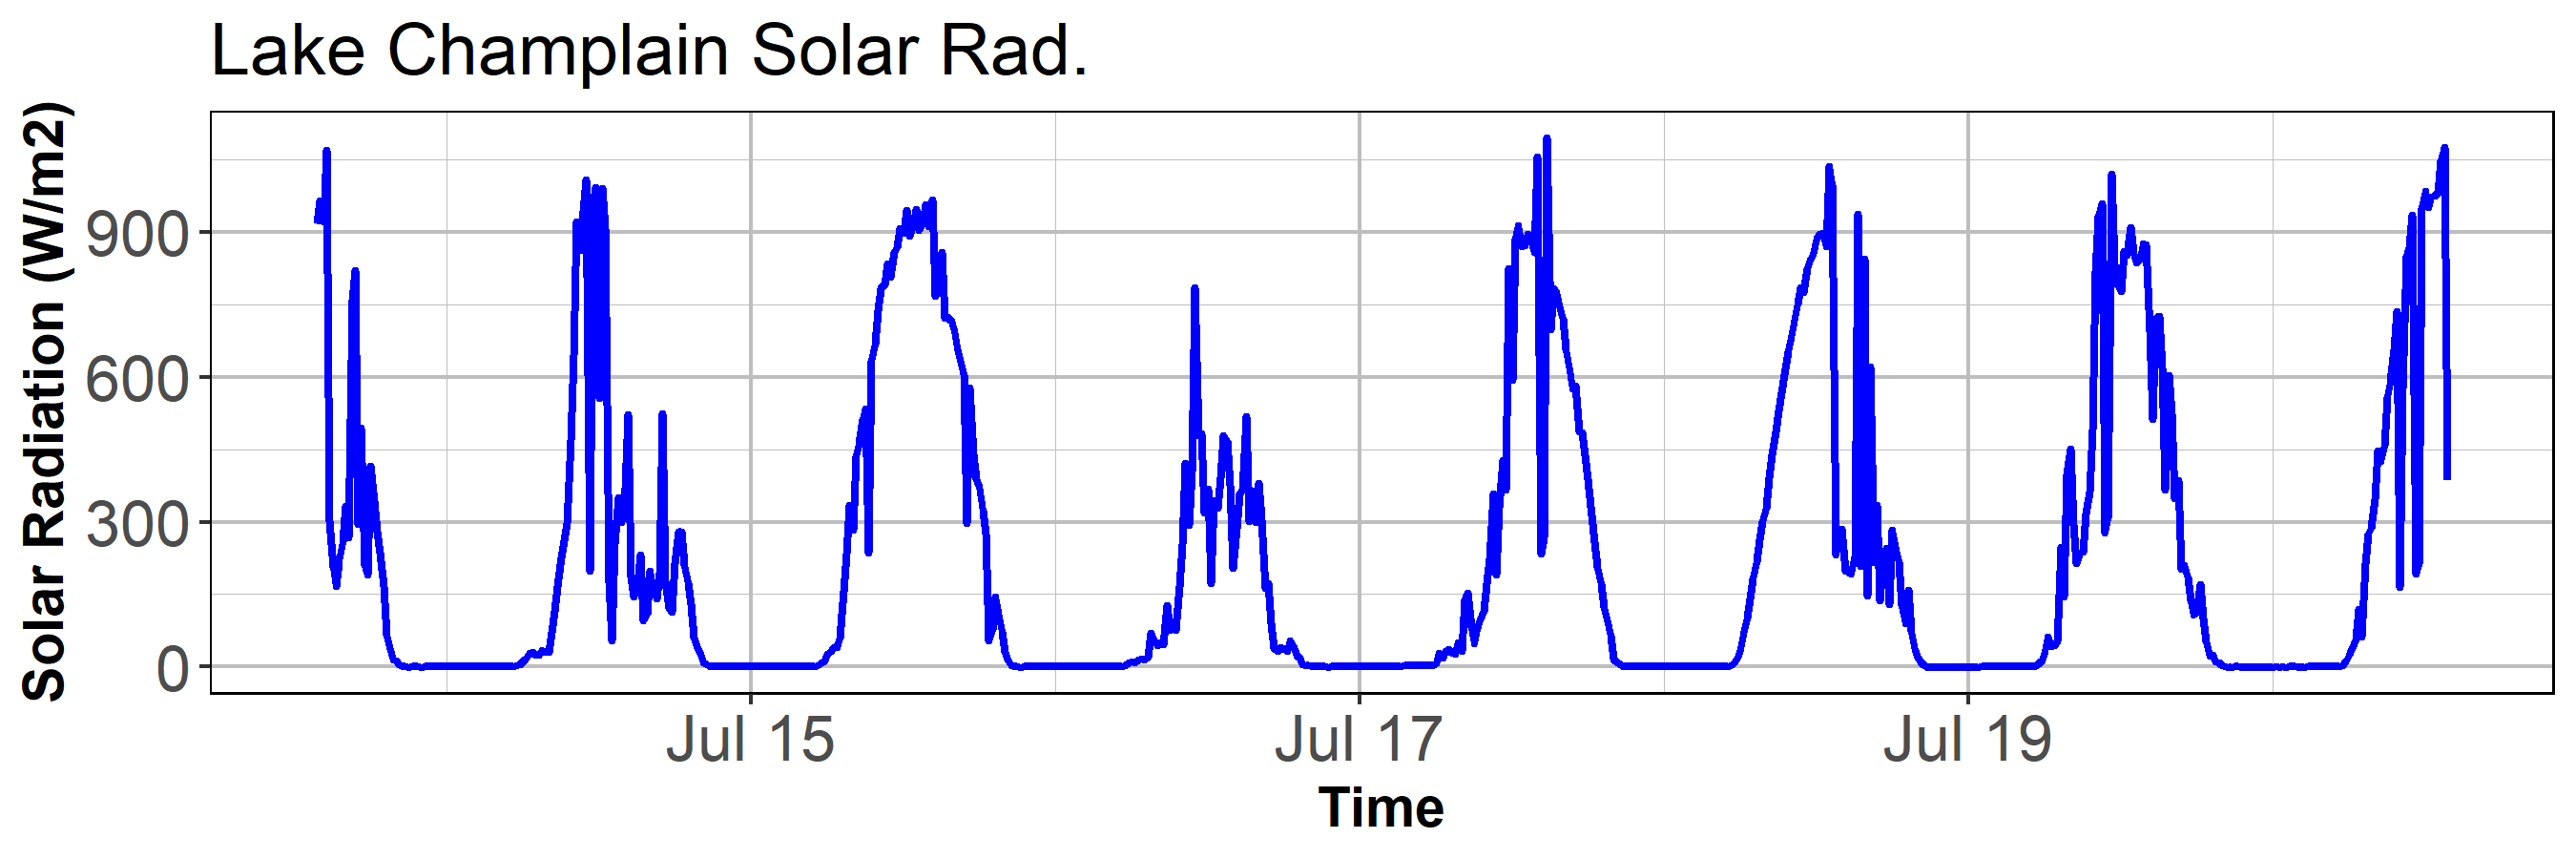 Lake Champlain Solar Rad.
Solar Radiation (W/m2)
900
600
300
0
Jul 15 Jul 17 Jul 19
Time